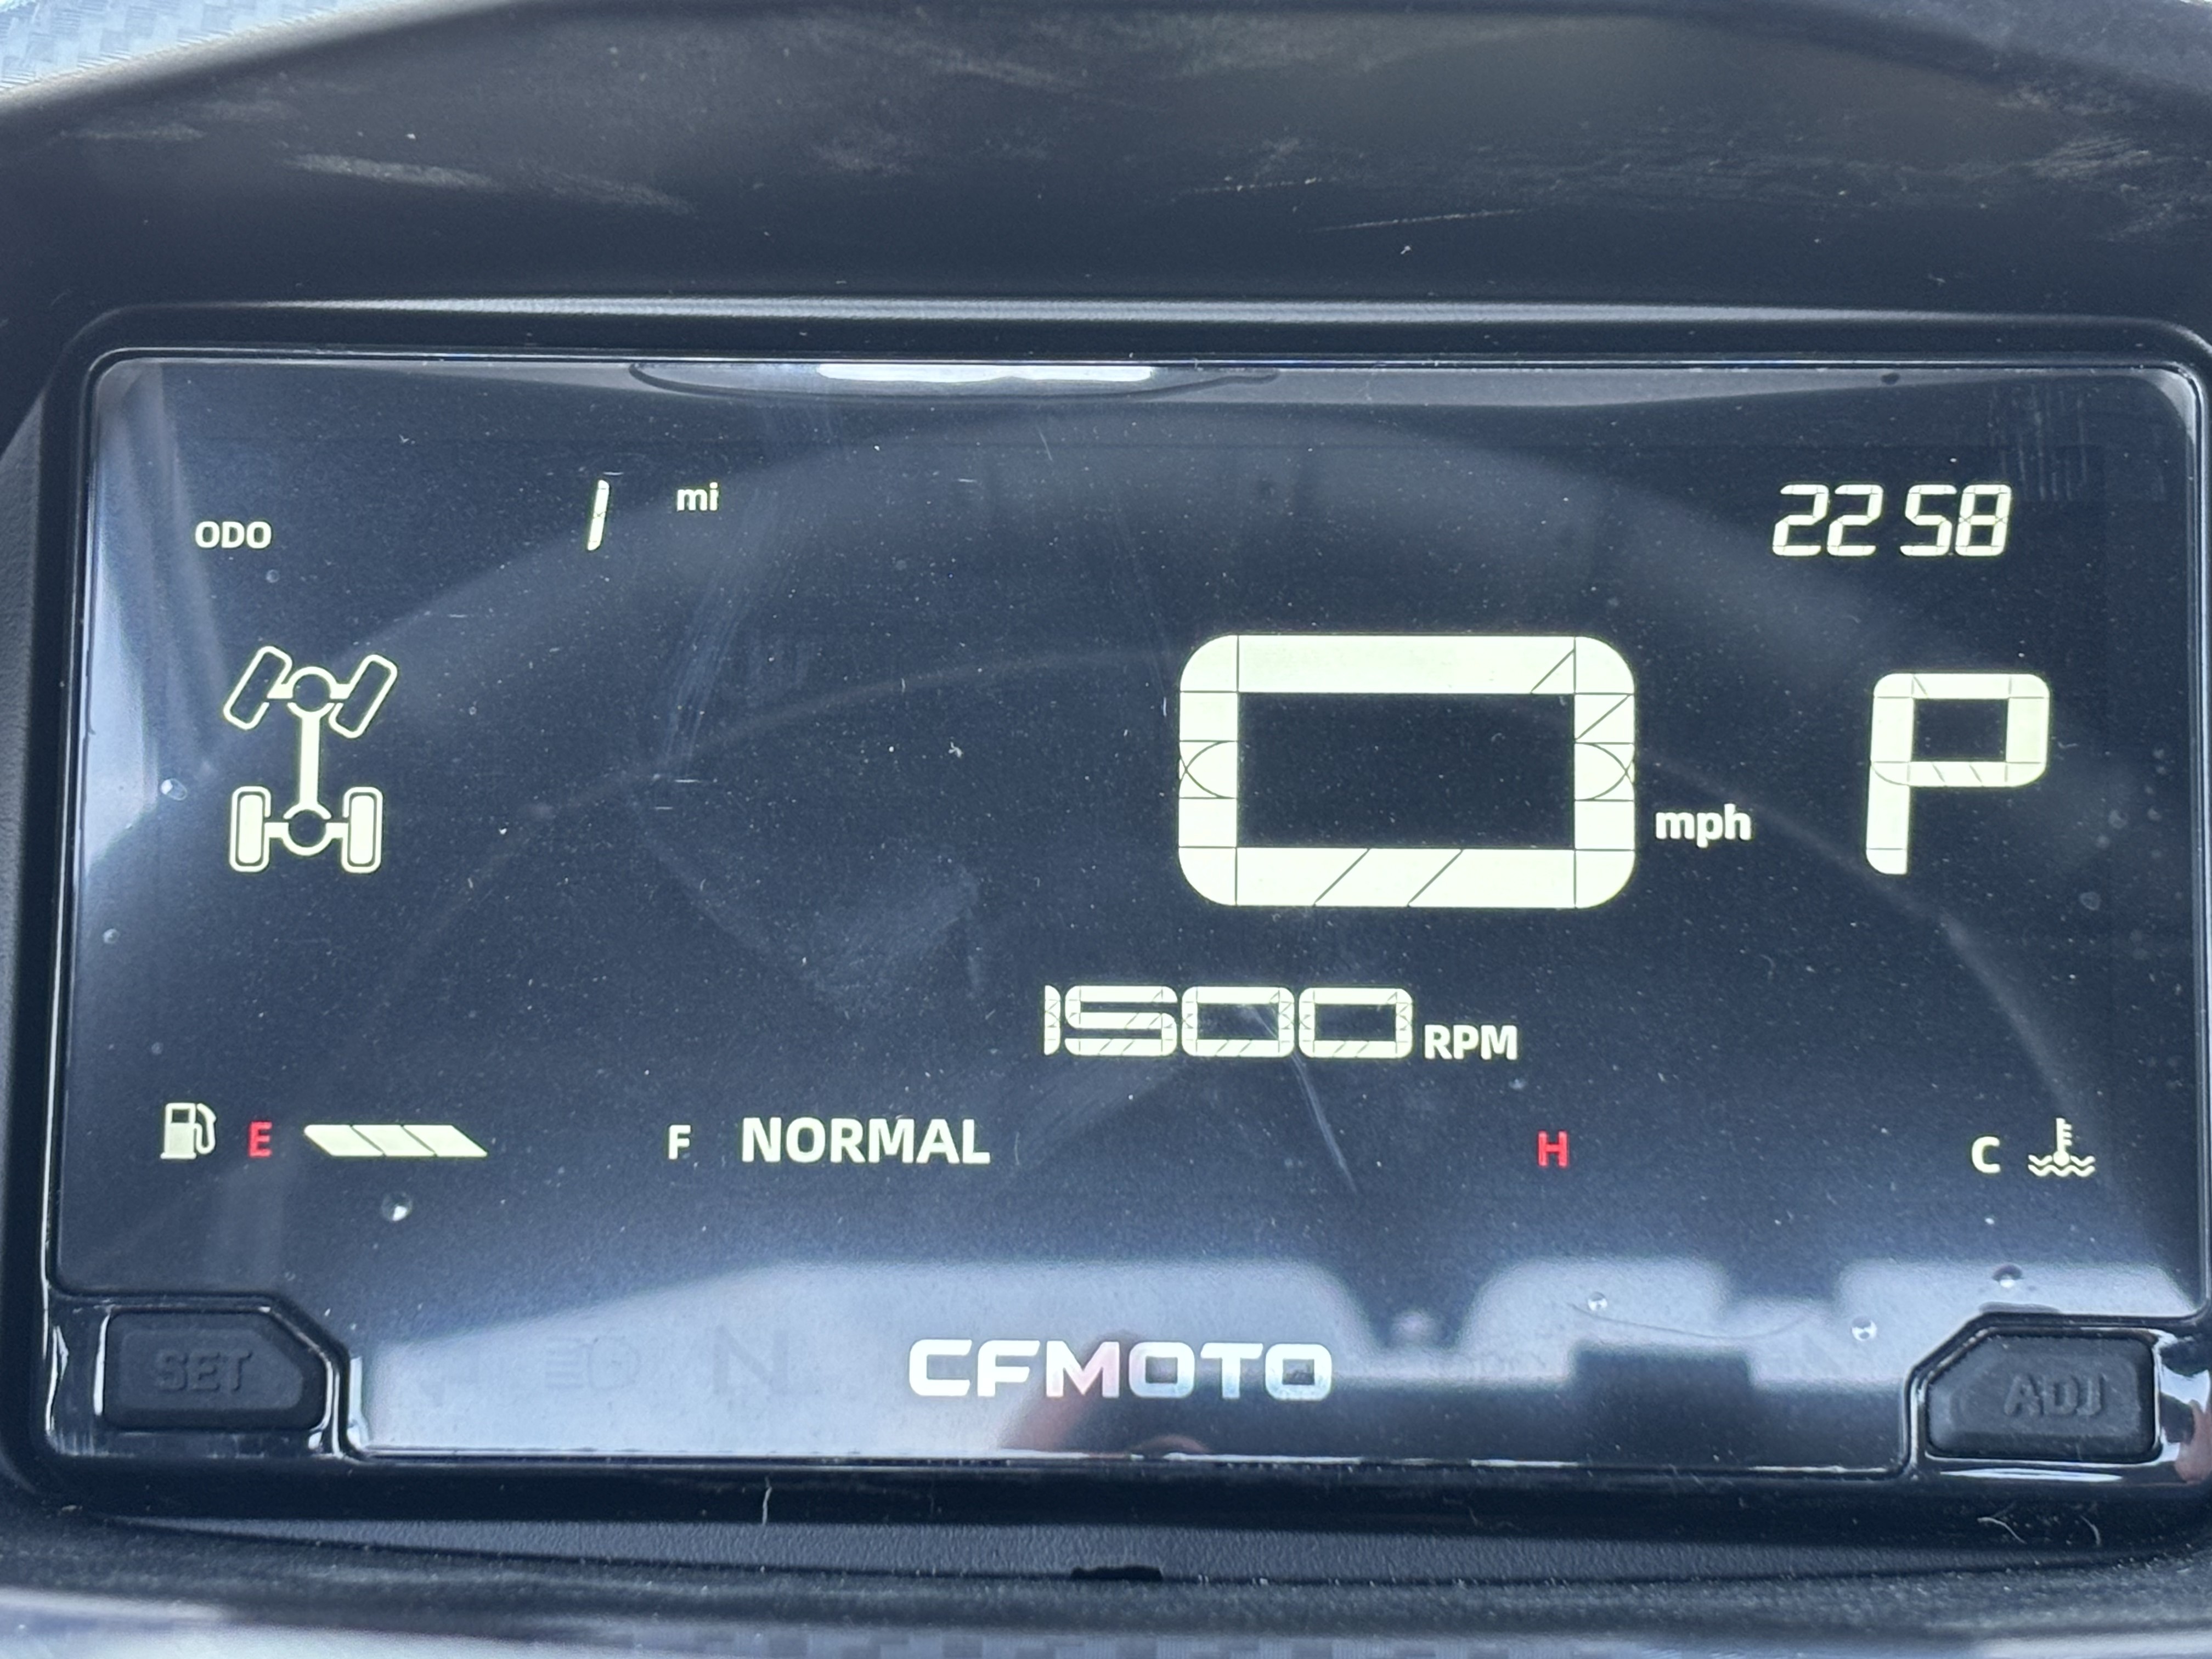 ODO 1 mi 22 58
0 mph P
1500 RPM
E F NORMAL H C
SET CFMOTO ADJ